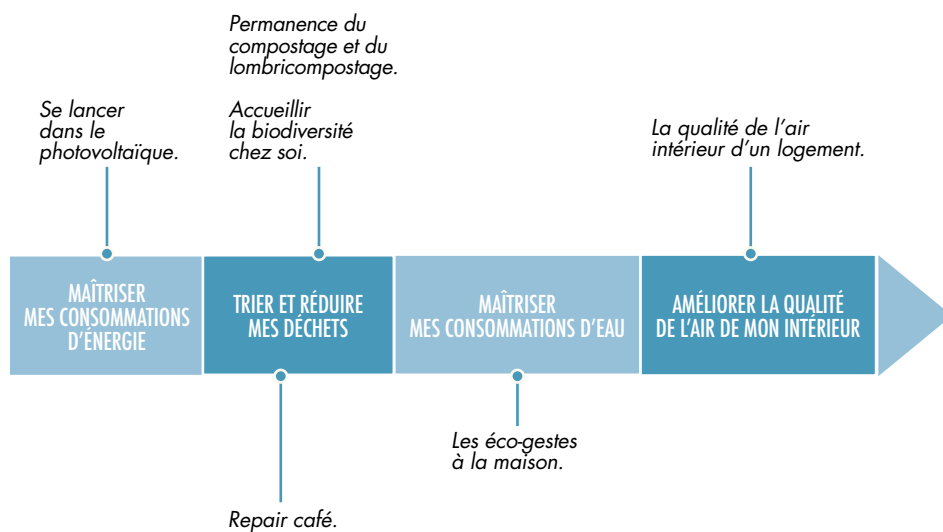 Permanence du
compostage et du
lombricompostage.
Se lancer
dans le
photovoltaïque.
Accueillir
la biodiversité
chez soi.
La qualité de l'air
intérieur d'un logement.
MAÎTRISER
MES CONSOMMATIONS
D'ÉNERGIE
TRIER ET RÉDUIRE
MES DÉCHETS
MAÎTRISER
MES CONSOMMATIONS D'EAU
AMÉLIORER LA QUALITÉ
DE L'AIR DE MON INTÉRIEUR
Les éco-gestes
à la maison.
Repair café.